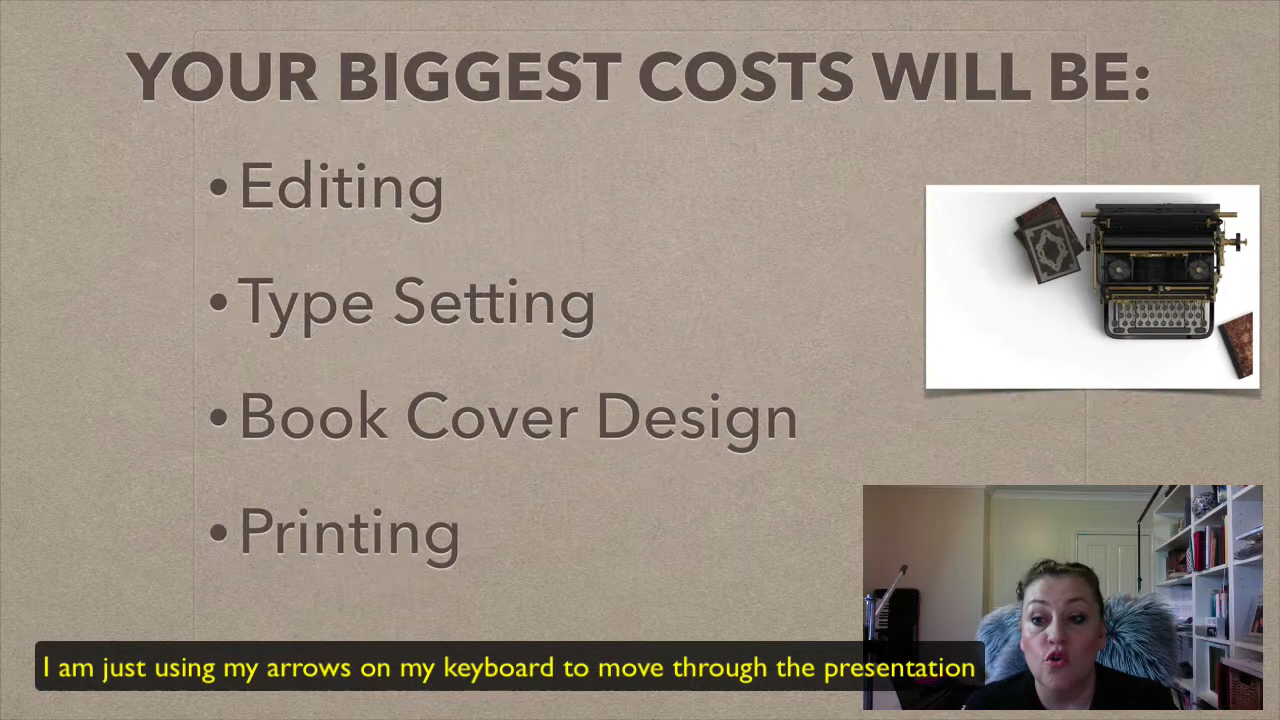 YOUR BIGGEST COSTS WILL BE:
• Editing
• Type Setting
• Book Cover Design
• Printing
I am just using my arrows on my keyboard to move through the presentation